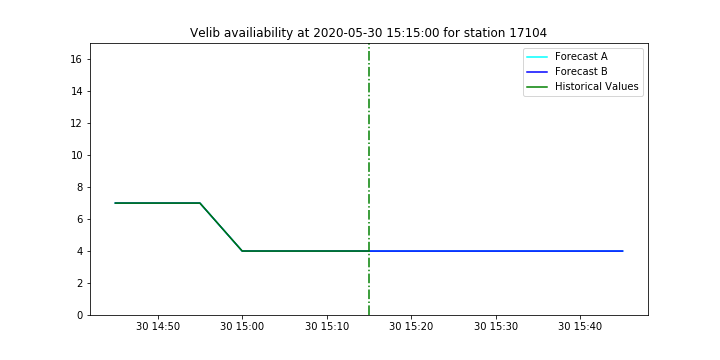 Velib availiability at 2020-05-30 15:15:00 for station 17104
Forecast A
Forecast B
Historical Values
16
14
12
10
8
6
4
2
0
30 14:50 30 15:00 30 15:10 30 15:20 30 15:30 30 15:40